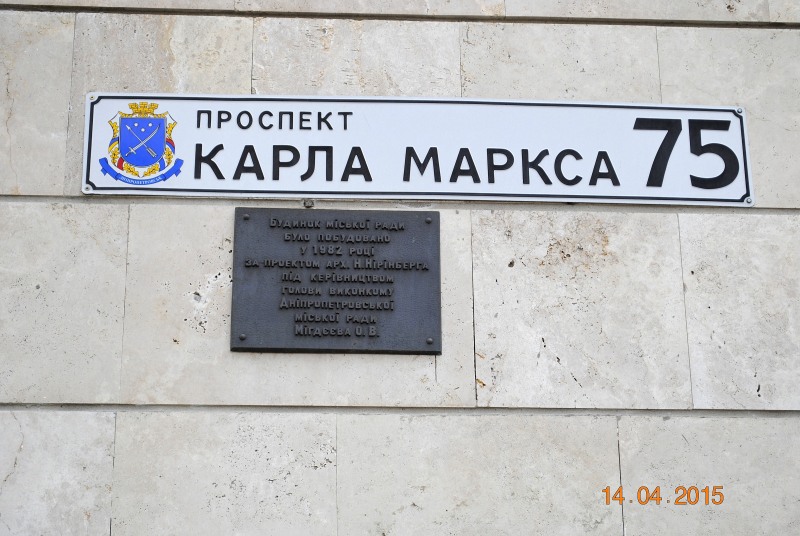 ПРОСПЕКТ
КАРЛА МАРКСА 75
ДНІПРОПЕТРОВСЬК
БУДИНОК МІСЬКОЇ РАДИ
БУЛО ПОБУДОВАНО
У 1982 РОЦІ
ЗА ПРОЕКТОМ АРХ. Н.НІРІНБЕРГА
ПІД КЕРІВНИЦТВОМ
ГОЛОВИ ВИКОНКОМУ
ДНІПРОПЕТРОВСЬКОЇ
МІСЬКОЇ РАДИ
МІГДЄЄВА О. В.
14.04.2015